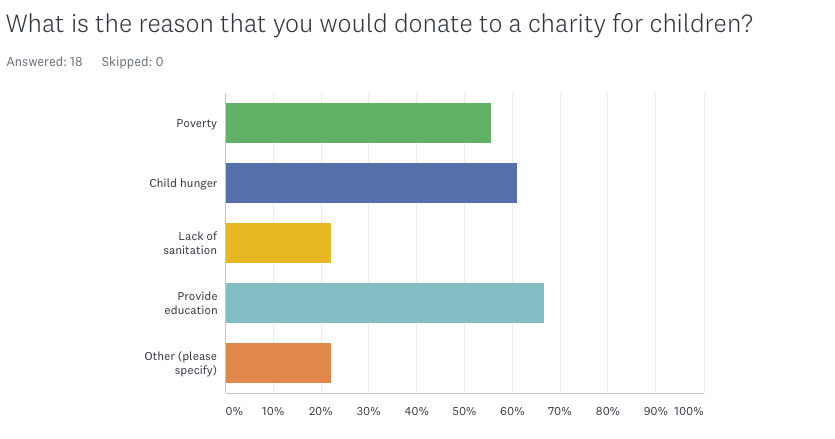 What is the reason that you would donate to a charity for children?
Answered: 18 Skipped: 0
Poverty
Child hunger
Lack of
sanitation
Provide
education
Other (please
specify)
0% 10% 20% 30% 40% 50% 60% 70% 80% 90% 100%